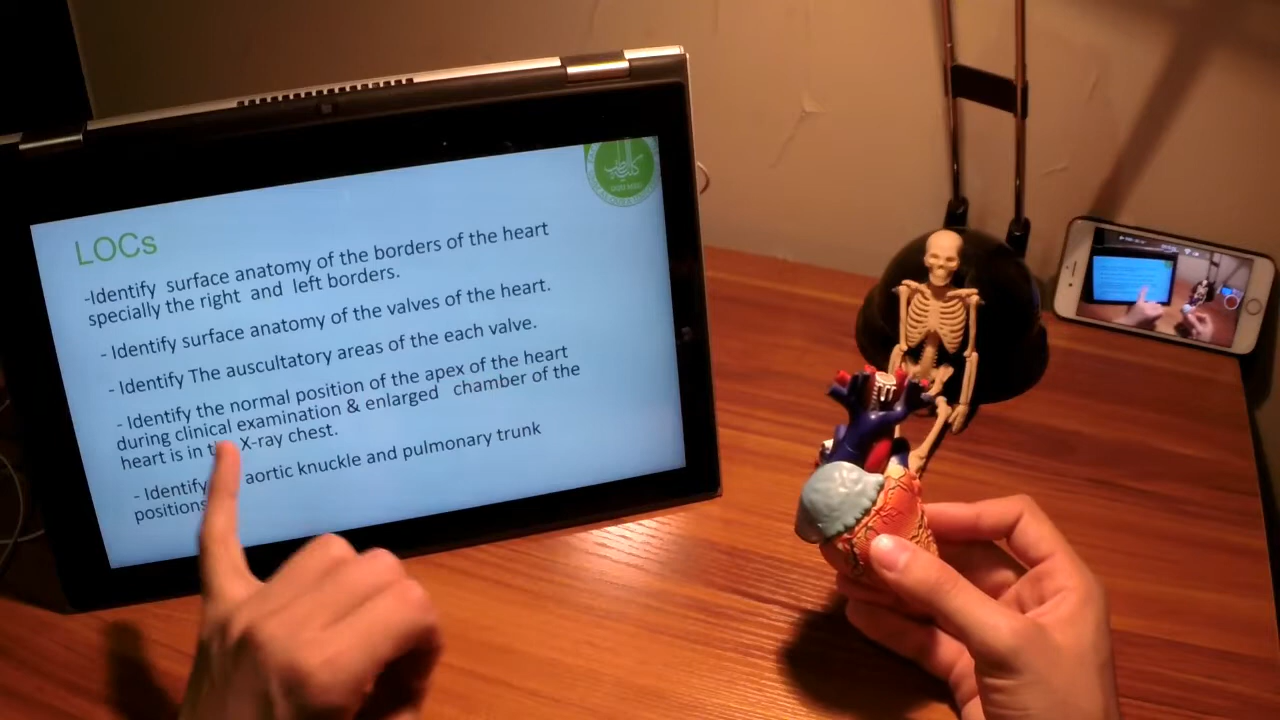 LOCs
-Identify surface anatomy of the borders of the heart
specially the right and left borders.
- Identify surface anatomy of the valves of the heart.
- Identify The auscultatory areas of the each valve.
- Identify the normal position of the apex of the heart
during clinical examination & enlarged chamber of the
heart is in X-ray chest.
- Identify aortic knuckle and pulmonary trunk
positions